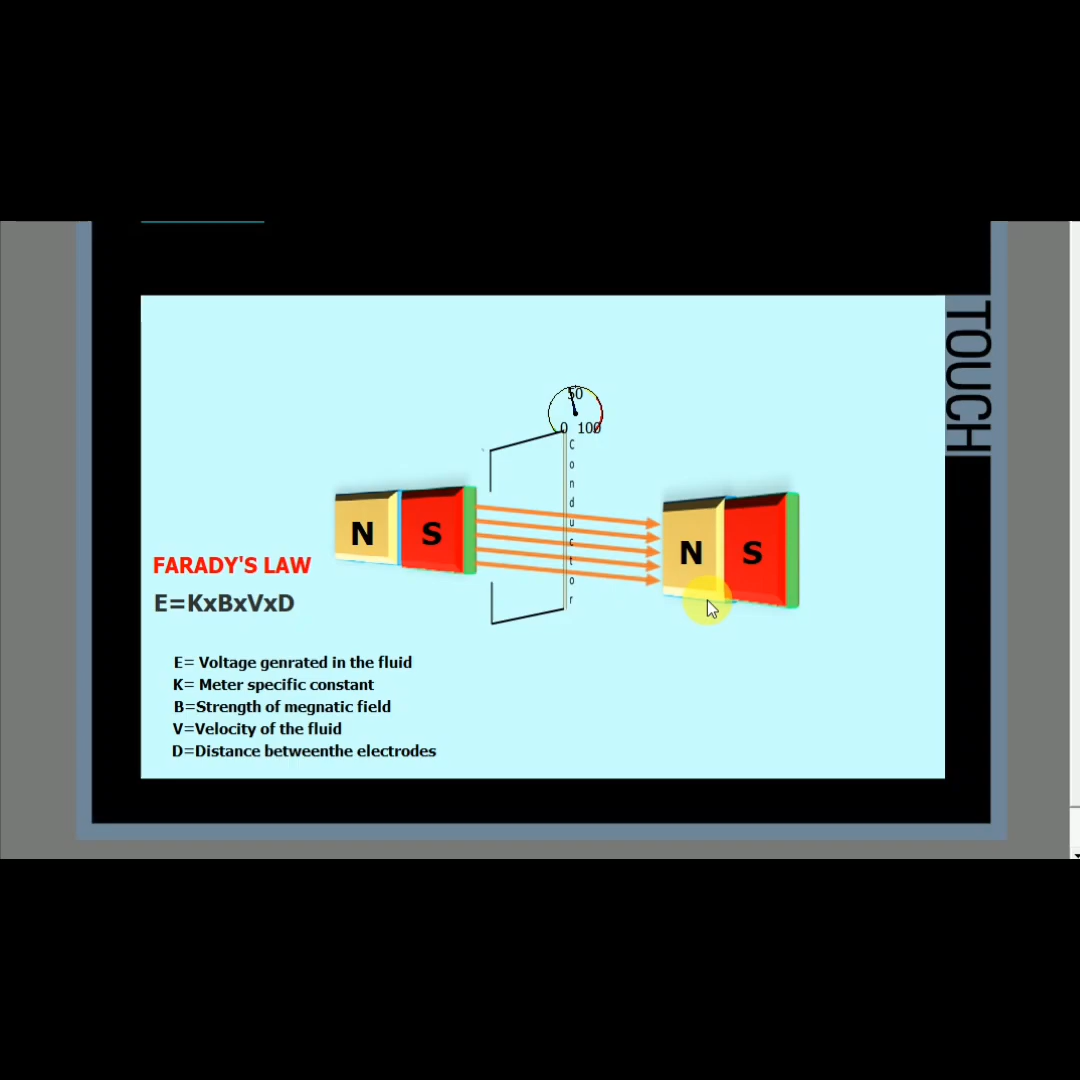 TOUCH
50
0 100
Conductor
N S
N S
FARADY'S LAW
E=KxBxVxD
E= Voltage genrated in the fluid
K= Meter specific constant
B=Strength of megnatic field
V=Velocity of the fluid
D=Distance betweenthe electrodes